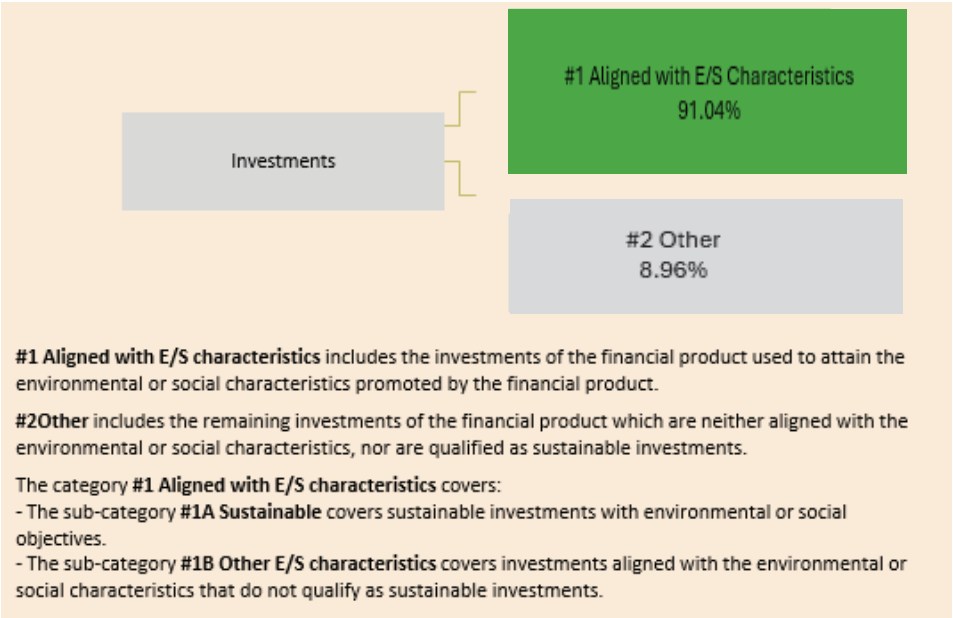 #1 Aligned with E/S Characteristics
91.04%
Investments
#2 Other
8.96%
#1 Aligned with E/S characteristics includes the investments of the financial product used to attain the
environmental or social characteristics promoted by the financial product.
#2Other includes the remaining investments of the financial product which are neither aligned with the
environmental or social characteristics, nor are qualified as sustainable investments.
The category #1 Aligned with E/S characteristics covers:
- The sub-category #1A Sustainable covers sustainable investments with environmental or social
objectives.
- The sub-category #1B Other E/S characteristics covers investments aligned with the environmental or
social characteristics that do not qualify as sustainable investments.